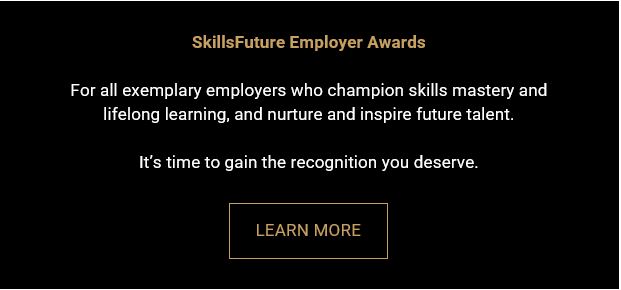 SkillsFuture Employer Awards
For all exemplary employers who champion skills mastery and
lifelong learning, and nurture and inspire future talent.
It’s time to gain the recognition you deserve.
LEARN MORE